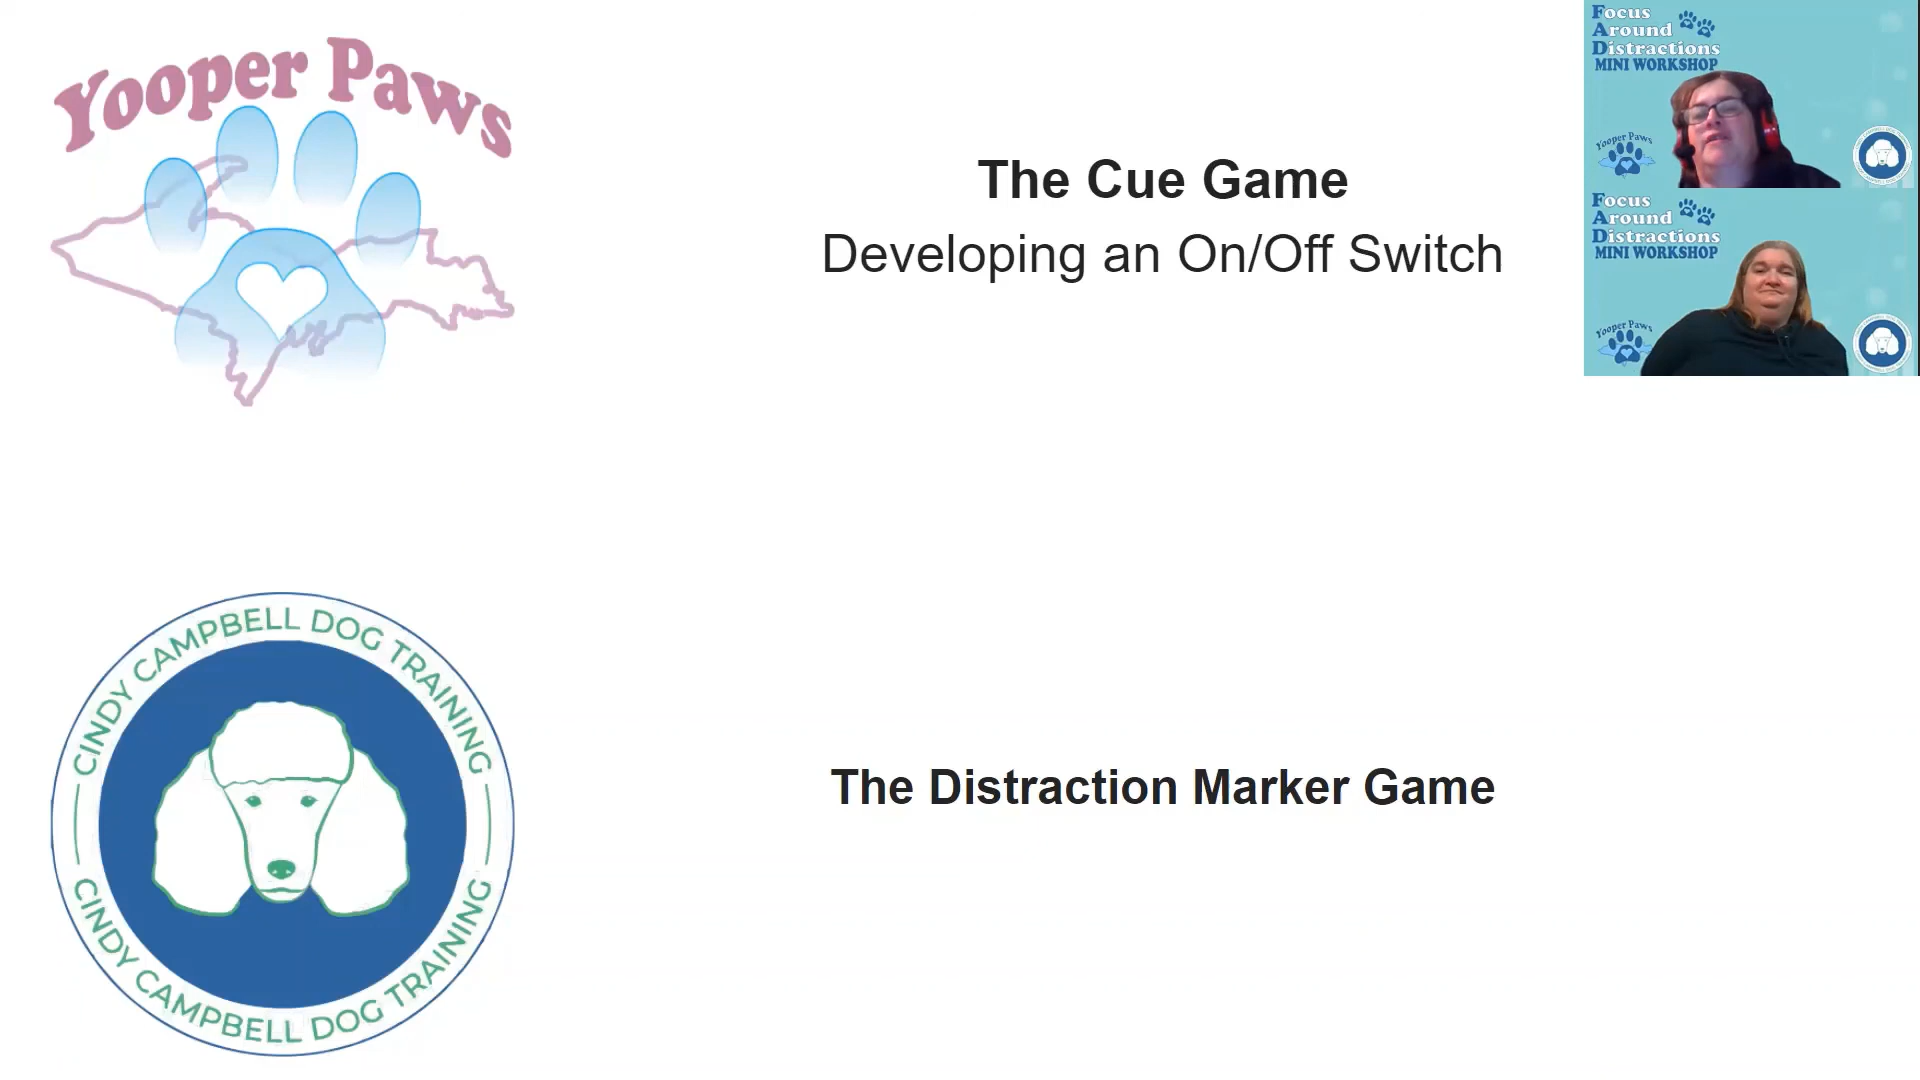 Yooper Paws
The Cue Game
Developing an On/Off Switch
Focus
Around
Distractions
MINI WORKSHOP
Yooper Paws
Focus
Around
Distractions
MINI WORKSHOP
Yooper Paws
CINDY CAMPBELL DOG TRAINING
CINDY CAMPBELL DOG TRAINING
The Distraction Marker Game